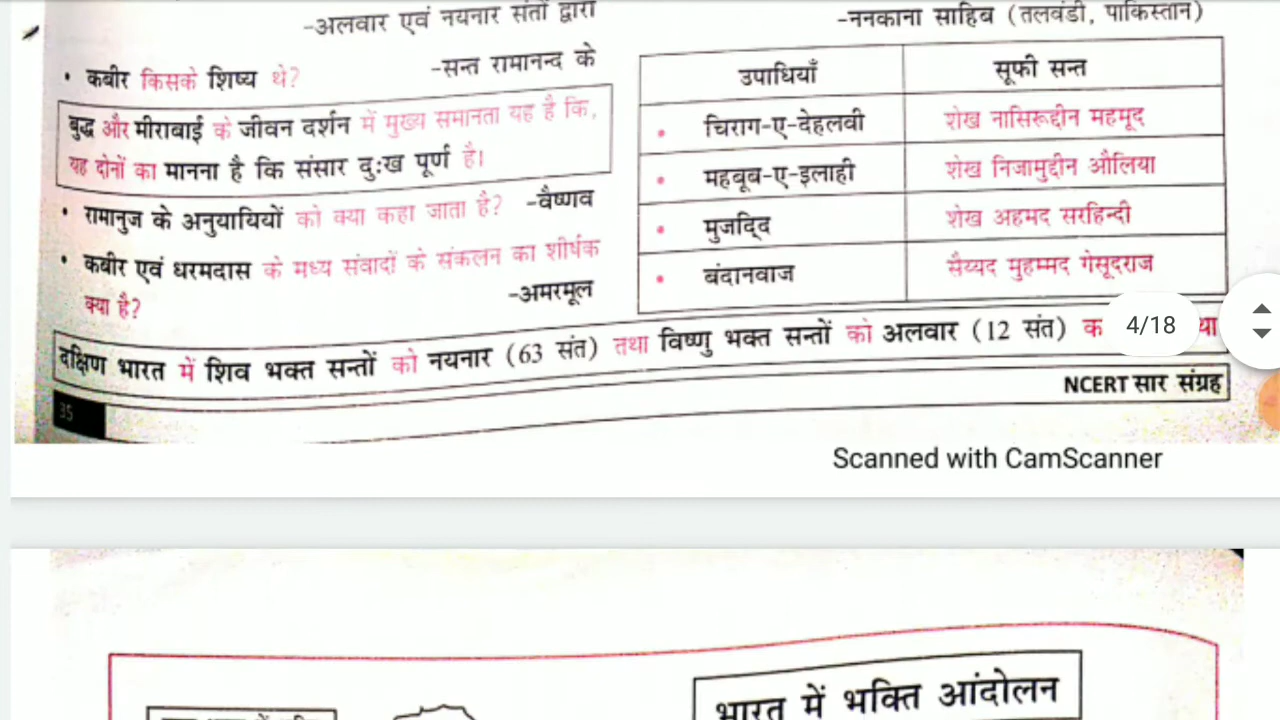 -अलवार एवं नयनार संतों द्वारा
• कबीर किसके शिष्य थे? -सन्त रामानन्द के
बुद्ध और मीराबाई के जीवन दर्शन में मुख्य समानता यह है कि,
यह दोनों का मानना है कि संसार दुःख पूर्ण है।
• रामानुज के अनुयायियों को क्या कहा जाता है? -वैष्णव
• कबीर एवं धरमदास के मध्य संवादों के संकलन का शीर्षक
क्या है? -अमरमूल
-ननकाना साहिब (तलवंडी, पाकिस्तान)
उपाधियाँ सूफी सन्त
• चिराग-ए-देहलवी शेख नासिरूद्दीन महमूद
• महबूब-ए-इलाही शेख निजामुद्दीन औलिया
• मुजद्दि शेख अहमद सरहिन्दी
• बंदानवाज सैय्यद मुहम्मद गेसूदराज
दक्षिण भारत में शिव भक्त सन्तों को नयनार (63 संत) तथा विष्णु भक्त सन्तों को अलवार (12 संत)
4/18
NCERT सार संग्रह
35
Scanned with CamScanner
भारत में भक्ति आंदोलन